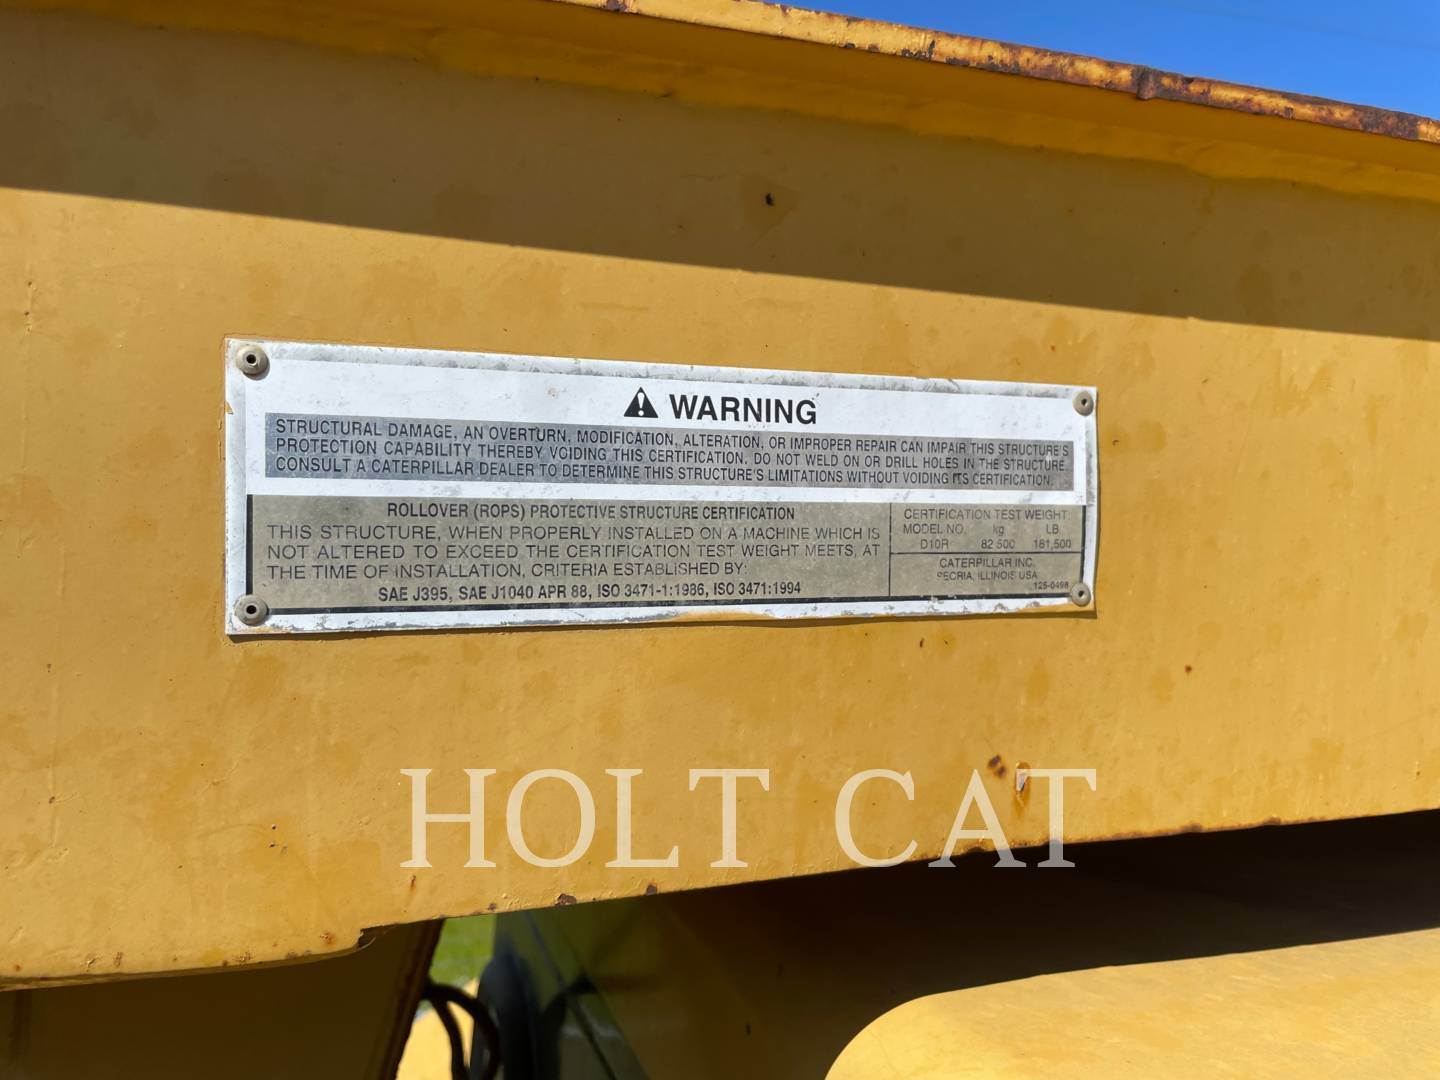 WARNING
STRUCTURAL DAMAGE, AN OVERTURN, MODIFICATION, ALTERATION, OR IMPROPER REPAIR CAN IMPAIR THIS STRUCTURE'S
PROTECTION CAPABILITY THEREBY VOIDING THIS CERTIFICATION. DO NOT WELD ON OR DRILL HOLES IN THE STRUCTURE.
CONSULT A CATERPILLAR DEALER TO DETERMINE THIS STRUCTURE'S LIMITATIONS WITHOUT VOIDING ITS CERTIFICATION.
ROLLOVER (ROPS) PROTECTIVE STRUCTURE CERTIFICATION
THIS STRUCTURE, WHEN PROPERLY INSTALLED ON A MACHINE WHICH IS
NOT ALTERED TO EXCEED THE CERTIFICATION TEST WEIGHT MEETS, AT
THE TIME OF INSTALLATION, CRITERIA ESTABLISHED BY:
SAE J395, SAE J1040 APR 88, ISO 3471-1:1986, ISO 3471:1994
CERTIFICATION TEST WEIGHT
MODEL NO. kg LB
D10R 82 500 181,500
CATERPILLAR INC.
PEORIA, ILLINOIS USA
125-0498
HOLT CAT